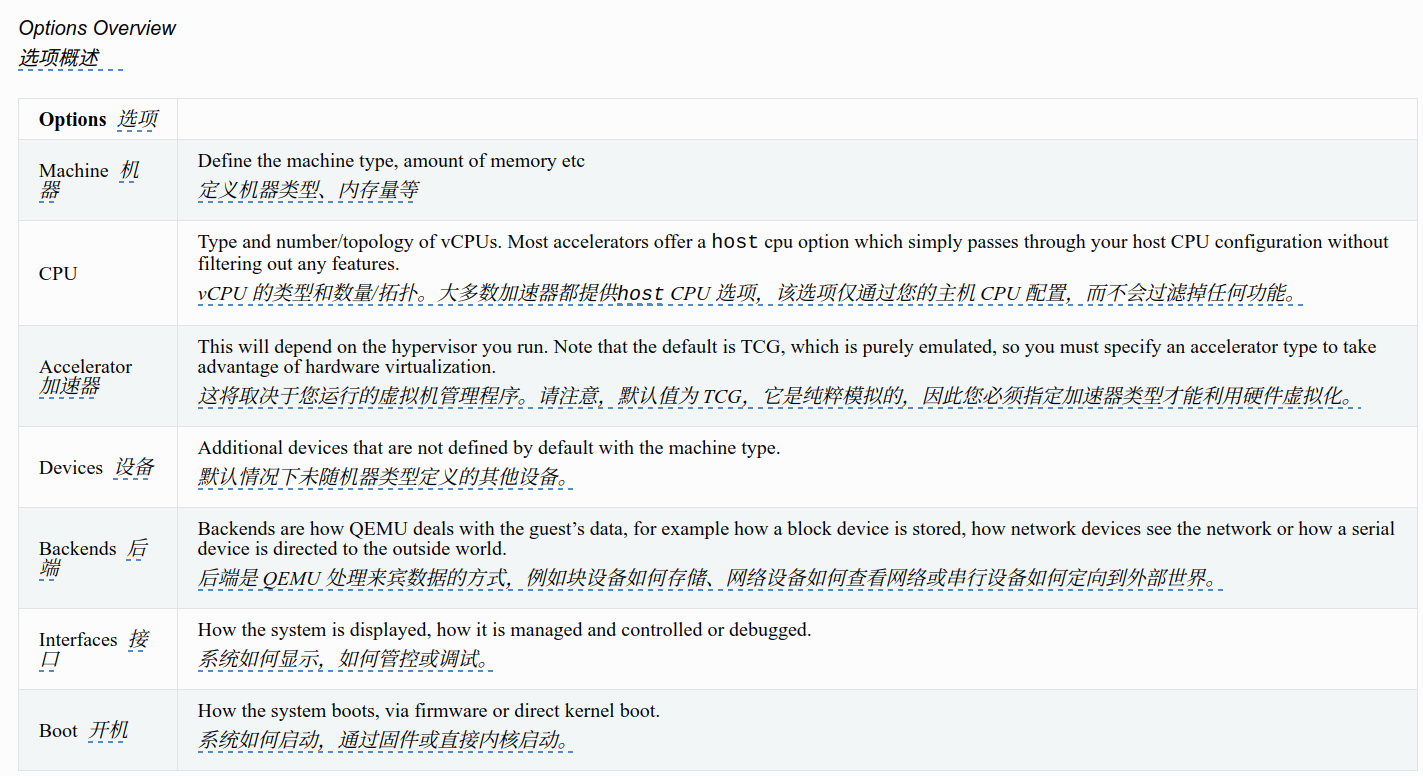 Options Overview
选项概述
Options 选项
Machine 机
器
Define the machine type, amount of memory etc
定义机器类型、内存量等
CPU
Type and number/topology of vCPUs. Most accelerators offer a host cpu option which simply passes through your host CPU configuration without
filtering out any features.
vCPU 的类型和数量/拓扑。大多数加速器都提供host CPU 选项，该选项仅通过您的主机 CPU 配置，而不会过滤掉任何功能。
Accelerator
加速器
This will depend on the hypervisor you run. Note that the default is TCG, which is purely emulated, so you must specify an accelerator type to take
advantage of hardware virtualization.
这将取决于您运行的虚拟机管理程序。请注意，默认值为 TCG，它是纯粹模拟的，因此您必须指定加速器类型才能利用硬件虚拟化。
Devices 设备
Additional devices that are not defined by default with the machine type.
默认情况下未随机器类型定义的其他设备。
Backends 后
端
Backends are how QEMU deals with the guest’s data, for example how a block device is stored, how network devices see the network or how a serial
device is directed to the outside world.
后端是 QEMU 处理来宾数据的方式，例如块设备如何存储、网络设备如何查看网络或串行设备如何定向到外部世界。
Interfaces 接
口
How the system is displayed, how it is managed and controlled or debugged.
系统如何显示，如何管控或调试。
Boot 开机
How the system boots, via firmware or direct kernel boot.
系统如何启动，通过固件或直接内核启动。